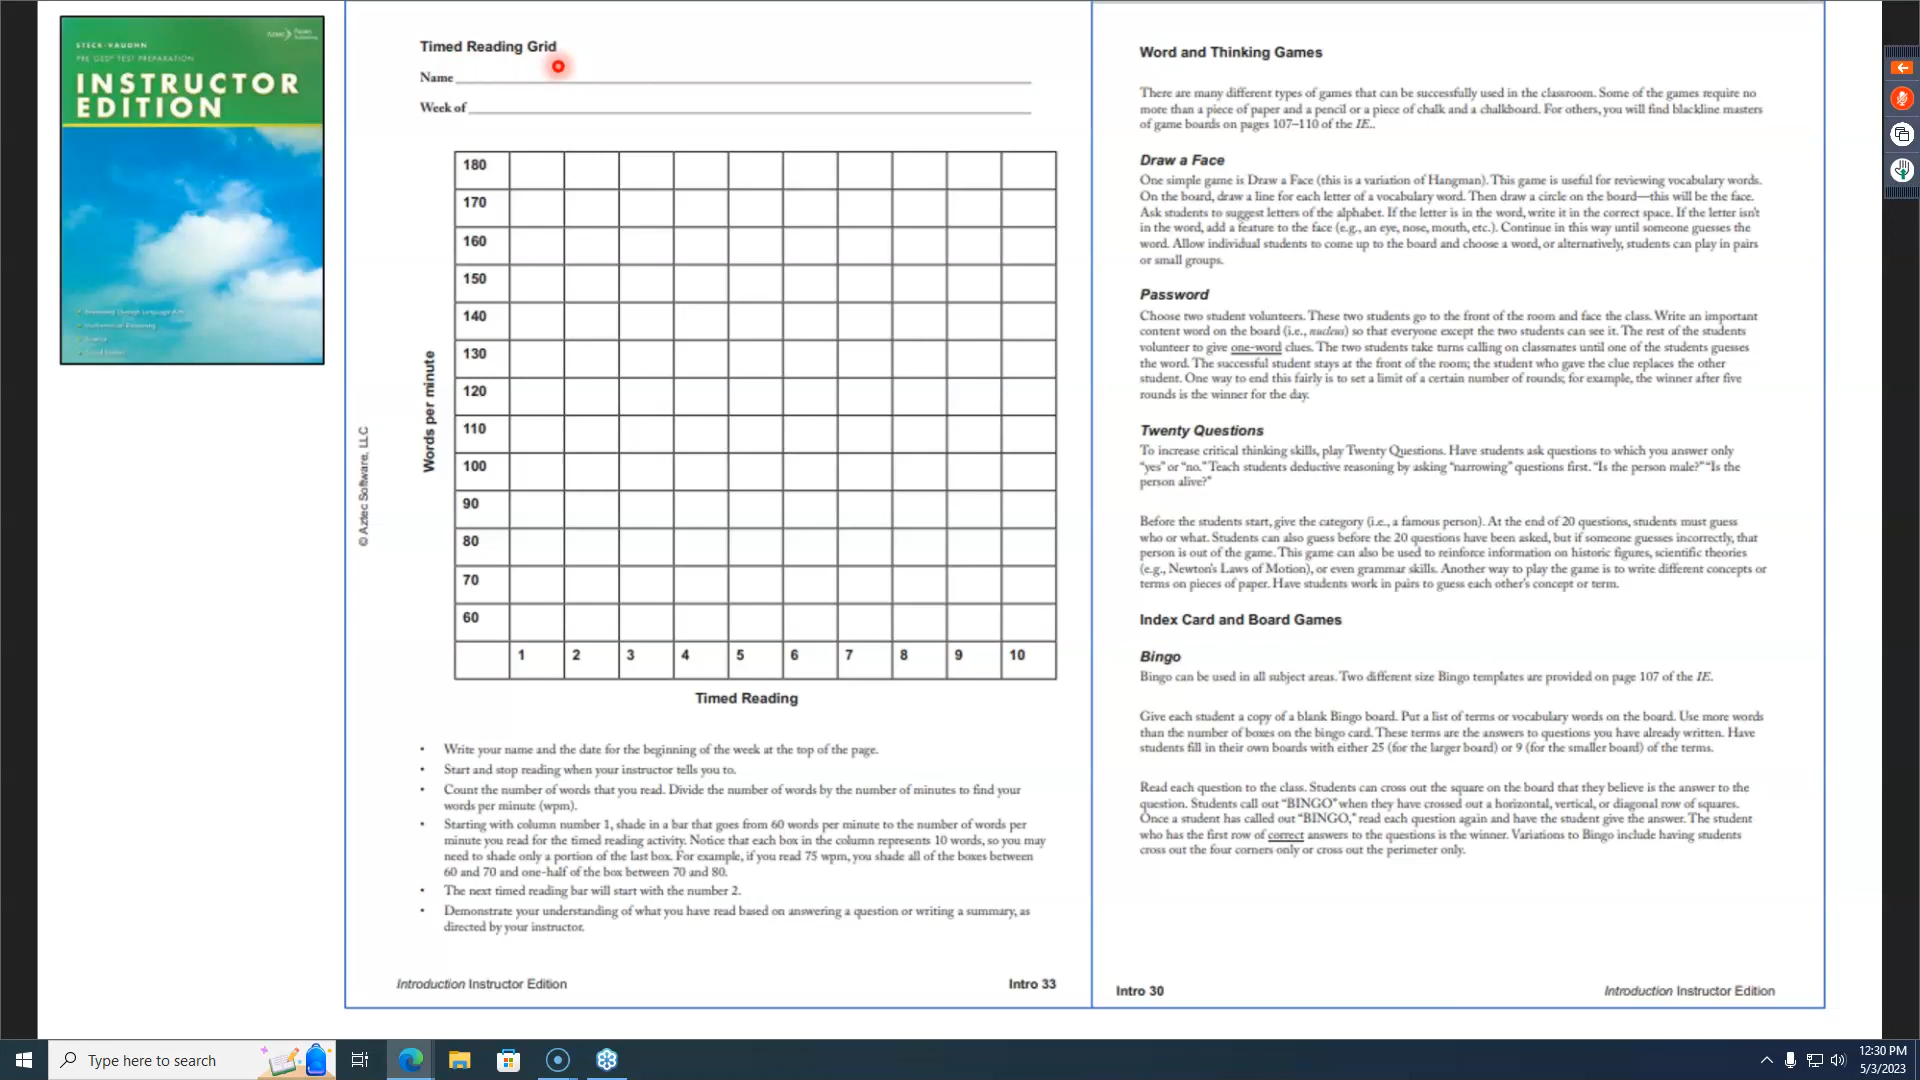 Aztec
STECK-VAUGHN
PRE GED® TEST PREPARATION
INSTRUCTOR
EDITION
Reasoning Through Language Arts
Mathematical Reasoning
Science
Social Studies
Timed Reading Grid
Name
Week of
180
170
160
150
140
130
120
110
100
90
80
70
60
1 2 3 4 5 6 7 8 9 10
Words per minute
Timed Reading
© Aztec Software, LLC
• Write your name and the date for the beginning of the week at the top of the page.
• Start and stop reading when your instructor tells you to.
• Count the number of words that you read. Divide the number of words by the number of minutes to find your
words per minute (wpm).
• Starting with column number 1, shade in a bar that goes from 60 words per minute to the number of words per
minute you read for the timed reading activity. Notice that each box in the column represents 10 words, so you may
need to shade only a portion of the last box. For example, if you read 75 wpm, you shade all of the boxes between
60 and 70 and one-half of the box between 70 and 80.
• The next timed reading bar will start with the number 2.
• Demonstrate your understanding of what you have read based on answering a question or writing a summary, as
directed by your instructor.
Introduction Instructor Edition
Intro 33
Word and Thinking Games
There are many different types of games that can be successfully used in the classroom. Some of the games require no
more than a piece of paper and a pencil or a piece of chalk and a chalkboard. For others, you will find blackline masters
of game boards on pages 107–110 of the IE..
Draw a Face
One simple game is Draw a Face (this is a variation of Hangman). This game is useful for reviewing vocabulary words.
On the board, draw a line for each letter of a vocabulary word. Then draw a circle on the board—this will be the face.
Ask students to suggest letters of the alphabet. If the letter is in the word, write it in the correct space. If the letter isn't
in the word, add a feature to the face (e.g., an eye, nose, mouth, etc.). Continue in this way until someone guesses the
word. Allow individual students to come up to the board and choose a word, or alternatively, students can play in pairs
or small groups.
Password
Choose two student volunteers. These two students go to the front of the room and face the class. Write an important
content word on the board (i.e., nucleus) so that everyone except the two students can see it. The rest of the students
volunteer to give one-word clues. The two students take turns calling on classmates until one of the students guesses
the word. The successful student stays at the front of the room; the student who gave the clue replaces the other
student. One way to end this fairly is to set a limit of a certain number of rounds; for example, the winner after five
rounds is the winner for the day.
Twenty Questions
To increase critical thinking skills, play Twenty Questions. Have students ask questions to which you answer only
“yes” or “no.” Teach students deductive reasoning by asking “narrowing” questions first. “Is the person male?” “Is the
person alive?”
Before the students start, give the category (i.e., a famous person). At the end of 20 questions, students must guess
who or what. Students can also guess before the 20 questions have been asked, but if someone guesses incorrectly, that
person is out of the game. This game can also be used to reinforce information on historic figures, scientific theories
(e.g., Newton's Laws of Motion), or even grammar skills. Another way to play the game is to write different concepts or
terms on pieces of paper. Have students work in pairs to guess each other's concept or term.
Index Card and Board Games
Bingo
Bingo can be used in all subject areas. Two different size Bingo templates are provided on page 107 of the IE.
Give each student a copy of a blank Bingo board. Put a list of terms or vocabulary words on the board. Use more words
than the number of boxes on the bingo card. These terms are the answers to questions you have already written. Have
students fill in their own boards with either 25 (for the larger board) or 9 (for the smaller board) of the terms.
Read each question to the class. Students can cross out the square on the board that they believe is the answer to the
question. Students call out “BINGO” when they have crossed out a horizontal, vertical, or diagonal row of squares.
Once a student has called out “BINGO,” read each question again and have the student give the answer. The student
who has the first row of correct answers to the questions is the winner. Variations to Bingo include having students
cross out the four corners only or cross out the perimeter only.
Intro 30
Introduction Instructor Edition
Type here to search
12:30 PM
5/3/2023